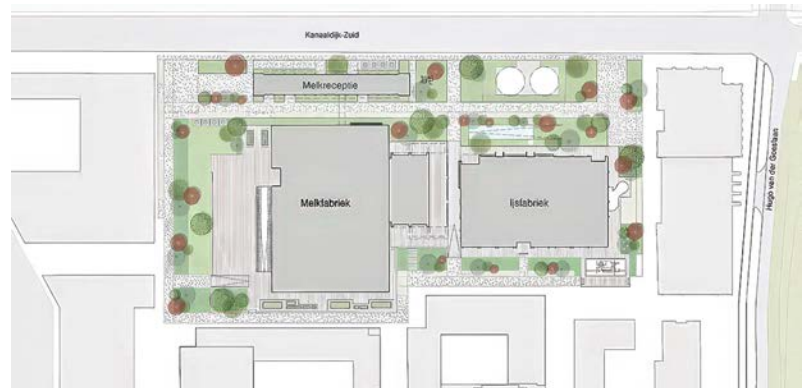 Kanaaldijk-Zuid
Melkreceptie
Melkfabriek
Ijsfabriek
Hugo van der Goeslaan